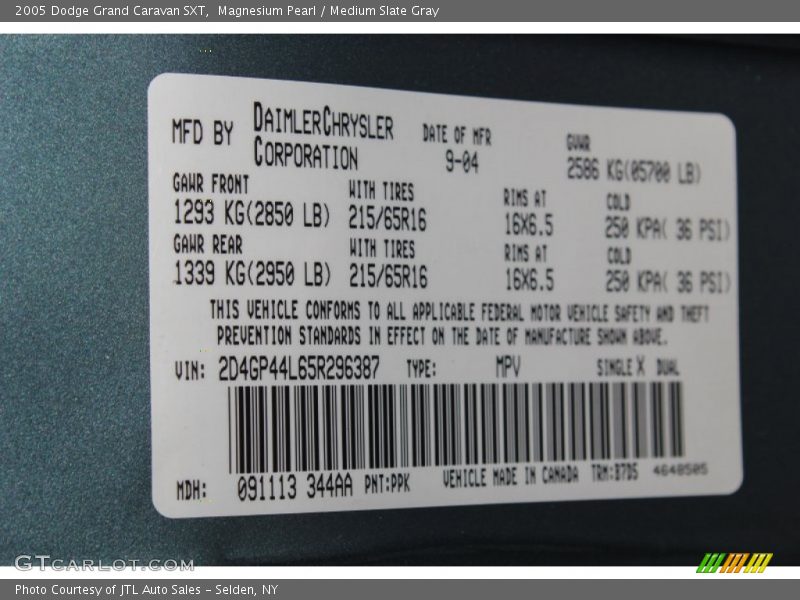 2005 Dodge Grand Caravan SXT, Magnesium Pearl / Medium Slate Gray
MFD BY DAIMLERCHRYSLER CORPORATION DATE OF MFR 9-04 GVWR 2586 KG(05700 LB)
GAWR FRONT WITH TIRES RIMS AT COLD
1293 KG(2850 LB) 215/65R16 16X6.5 250 KPA( 36 PSI)
GAWR REAR WITH TIRES RIMS AT COLD
1339 KG(2950 LB) 215/65R16 16X6.5 250 KPA( 36 PSI)
THIS VEHICLE CONFORMS TO ALL APPLICABLE FEDERAL MOTOR VEHICLE SAFETY AND THEFT
PREVENTION STANDARDS IN EFFECT ON THE DATE OF MANUFACTURE SHOWN ABOVE.
VIN: 2D4GP44L65R296387 TYPE: MPV SINGLE X DUAL
MDH: 091113 344AA PNT:PPK VEHICLE MADE IN CANADA TRM:B7D5 4648505
GTCARLOT.COM
Photo Courtesy of JTL Auto Sales – Selden, NY